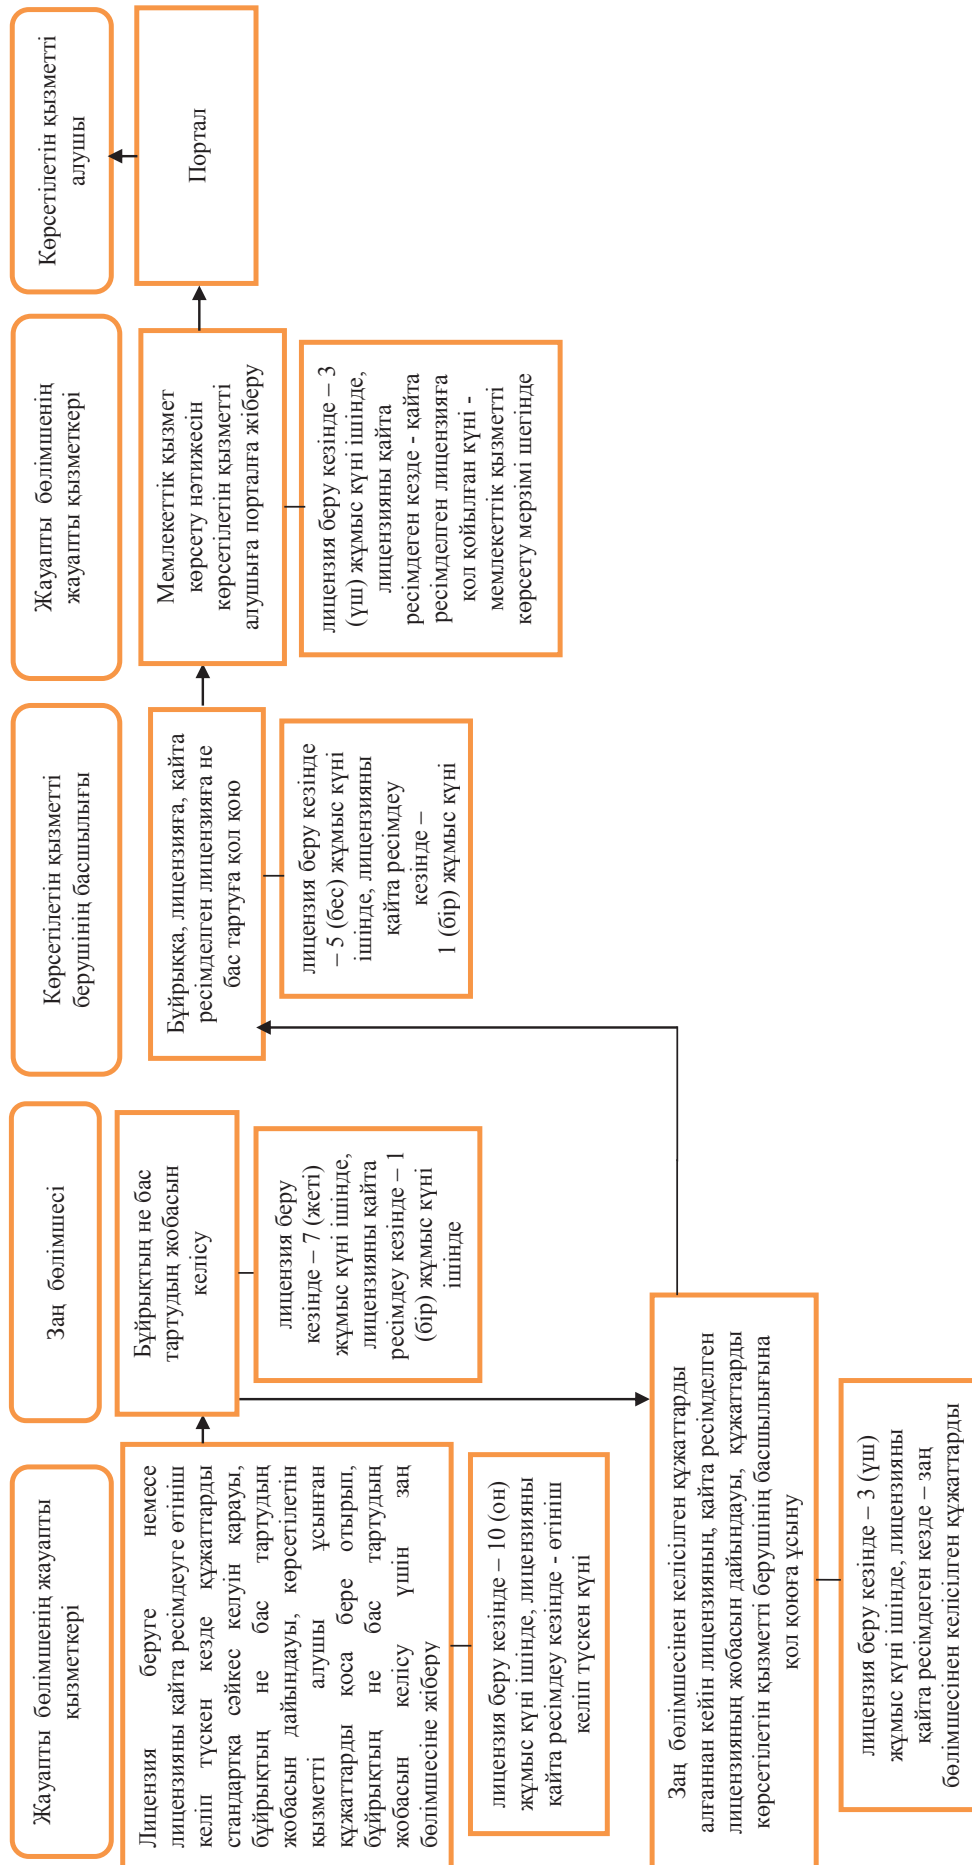 Жауапты бөлімшенің жауапты
қызметкері
Заң бөлімшесі
Көрсетілетін қызметті
берушінің басшылығы
Жауапты бөлімшенің
жауапты қызметкері
Көрсетілетін қызметті
алушы
Лицензия беруге немесе
лицензияны қайта ресімдеуге өтініш
келіп түскен кезде құжаттарды
стандартқа сәйкес келуін қарауы,
бұйрықтың не бас тартудың
жобасын дайындауы, көрсетілетін
қызметті алушы ұсынған
құжаттарды қоса бере отырып,
бұйрықтың не бас тартудың
жобасын келісу үшін заң
бөлімшесіне жіберу
лицензия беру кезінде – 10 (он)
жұмыс күні ішінде, лицензияны
қайта ресімдеу кезінде - өтініш
келіп түскен күні
Бұйрықтың не бас
тартудың жобасын
келісу
лицензия беру
кезінде – 7 (жеті)
жұмыс күні ішінде,
лицензияны қайта
ресімдеу кезінде – 1
(бір) жұмыс күні
ішінде
Заң бөлімшесінен келісілген құжаттарды
алғаннан кейін лицензияның, қайта ресімделген
лицензияның жобасын дайындауы, құжаттарды
көрсетілетін қызметті берушінің басшылығына
қол қоюға ұсыну
лицензия беру кезінде – 3 (үш)
жұмыс күні ішінде, лицензияны
қайта ресімдеген кезде – заң
бөлімшесінен келісілген құжаттарды
Бұйрыққа, лицензияға, қайта
ресімделген лицензияға не
бас тартуға қол қою
лицензия беру кезінде
– 5 (бес) жұмыс күні
ішінде, лицензияны
қайта ресімдеу
кезінде –
1 (бір) жұмыс күні
Мемлекеттік қызмет
көрсету нәтижесін
көрсетілетін қызметті
алушыға порталға жіберу
лицензия беру кезінде – 3
(үш) жұмыс күні ішінде,
лицензияны қайта
ресімдеген кезде - қайта
ресімделген лицензияға
қол қойылған күні -
мемлекеттік қызметті
көрсету мерзімі шегінде
Портал